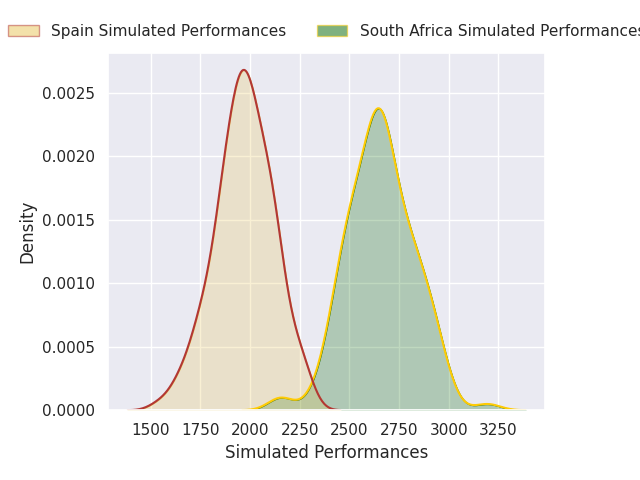 Spain Simulated Performances
South Africa Simulated Performances
Density
0.0025
0.0020
0.0015
0.0010
0.0005
0.0000
1500 1750 2000 2250 2500 2750 3000 3250
Simulated Performances